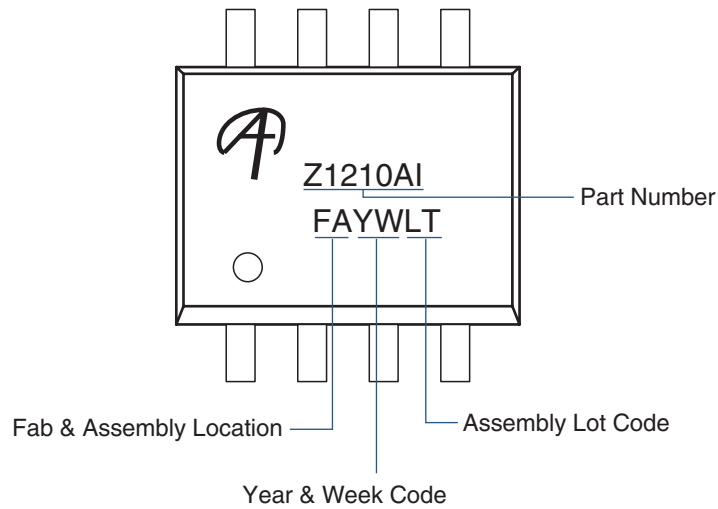 Z1210AI
Part Number
FAYWLT
Fab & Assembly Location
Assembly Lot Code
Year & Week Code